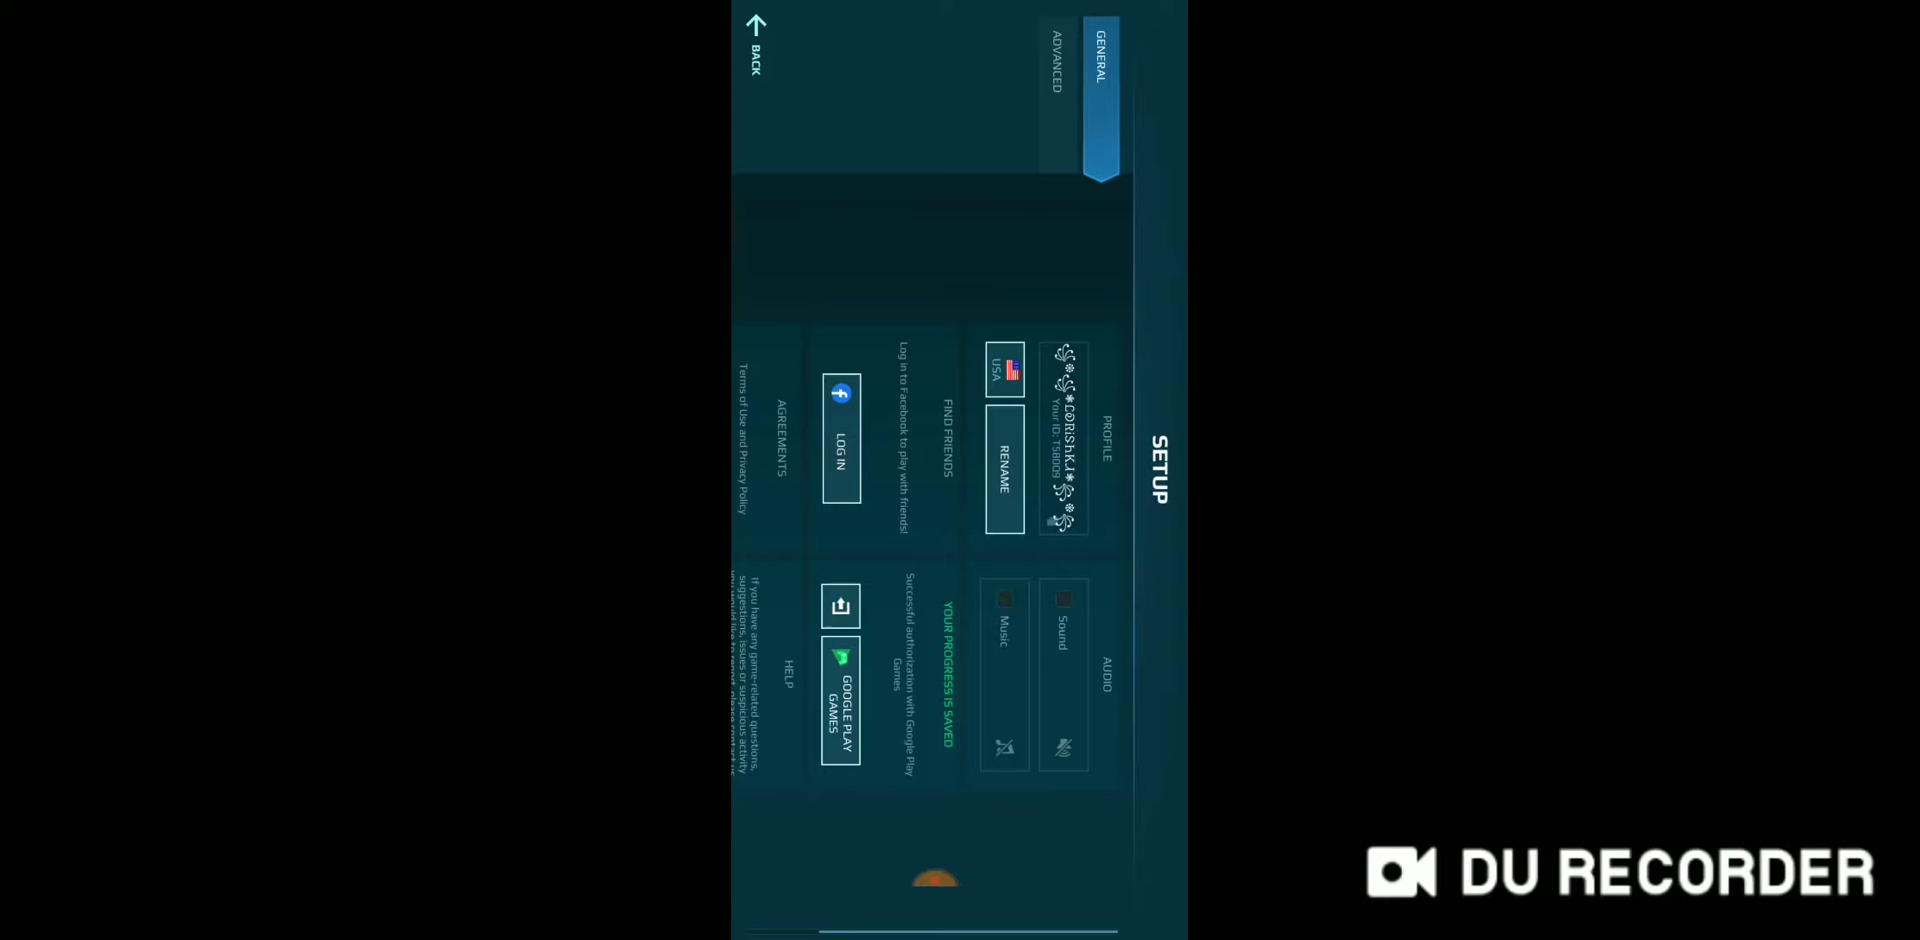 SETUP
GENERAL
ADVANCED
BACK
PROFILE
Your ID: T58DQ9
USA
RENAME
AUDIO
Sound
Music
FIND FRIENDS
Log in to Facebook to play with friends!
LOG IN
YOUR PROGRESS IS SAVED
Successful authorization with Google Play
Games
GOOGLE PLAY
GAMES
AGREEMENTS
Terms of Use and Privacy Policy
HELP
If you have any game-related questions,
suggestions, issues or suspicious activity
DU RECORDER